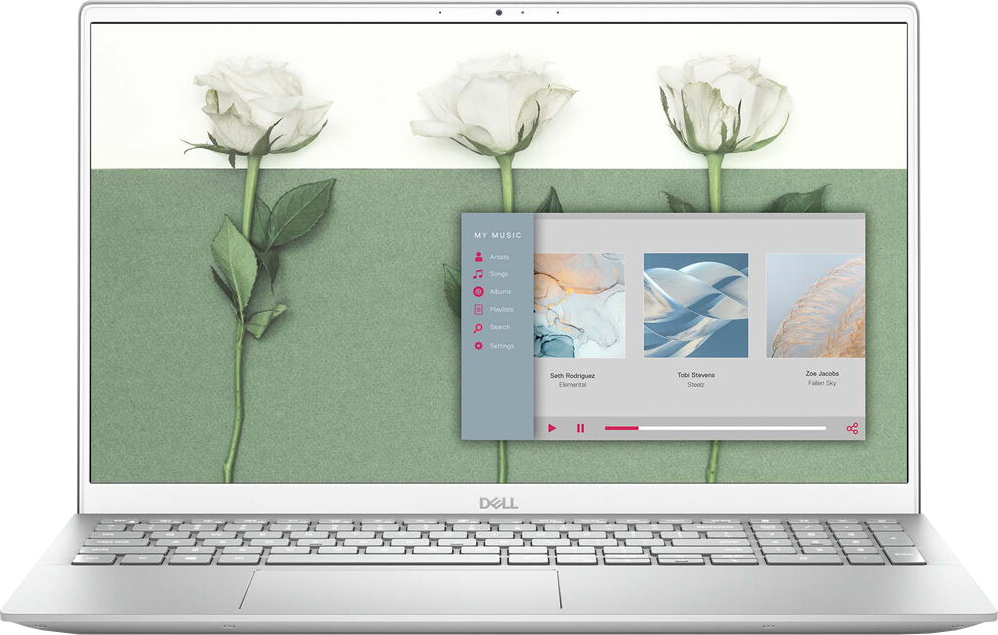 MY MUSIC
Artists
Songs
Albums
Playlists
Search
Settings
Seth Rodriguez
Elemental
Tobi Stevens
Steelz
Zoe Jacobs
Fallen Sky
DELL